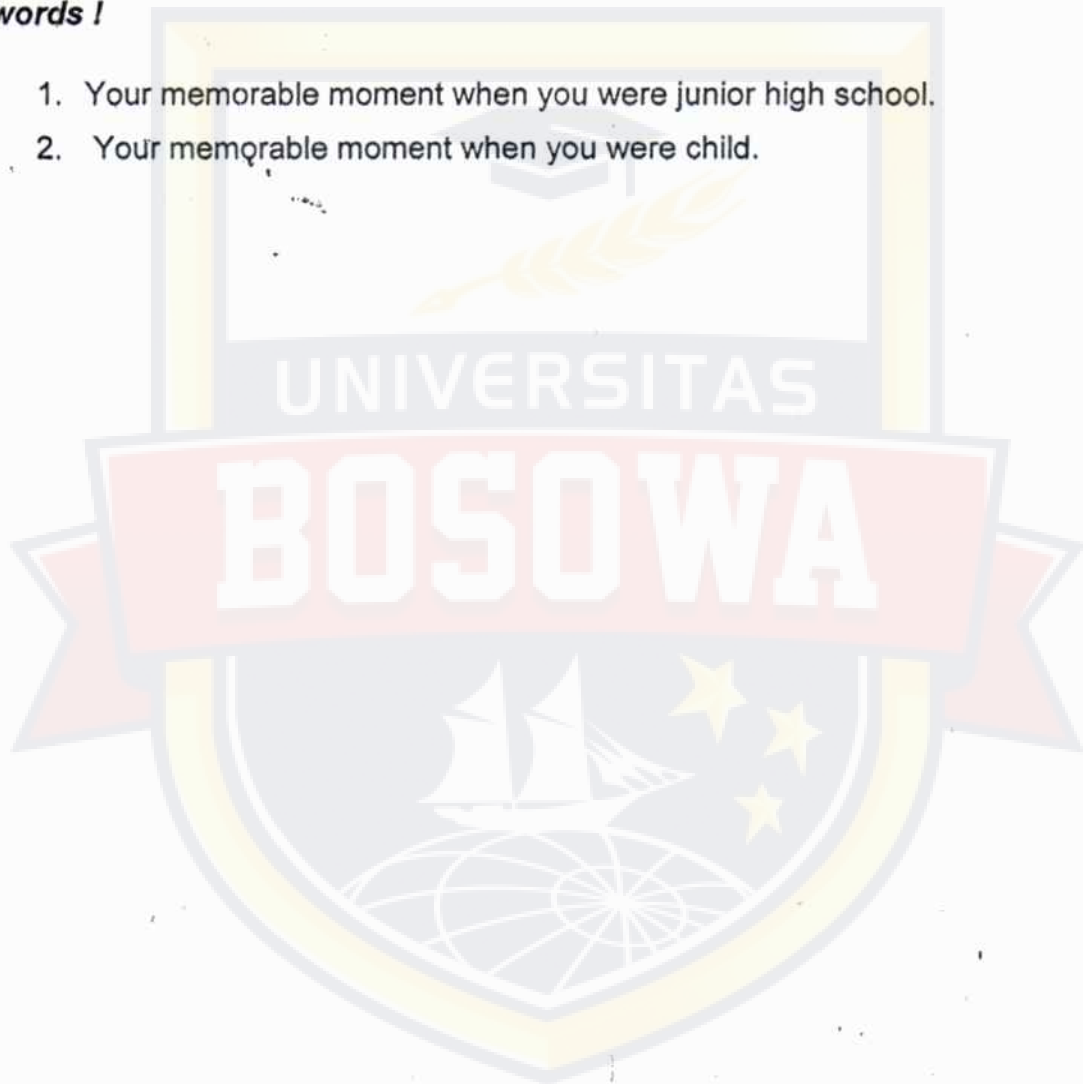 words !
1. Your memorable moment when you were junior high school.
2. Your memorable moment when you were child.
UNIVERSITAS
BOSOWA